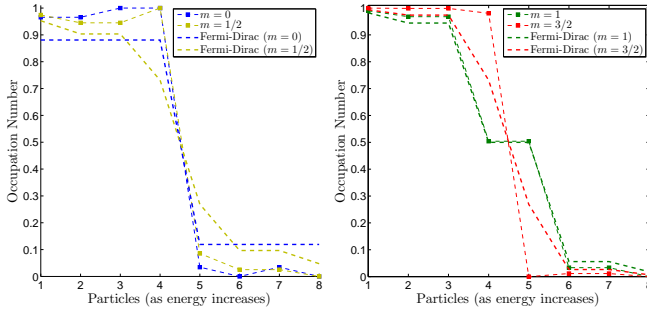 1
0.9
0.8
0.7
0.6
0.5
0.4
0.3
0.2
0.1
0
Occupation Number
1 2 3 4 5 6 7 8
Particles (as energy increases)
m = 0
m = 1/2
Fermi-Dirac (m = 0)
Fermi-Dirac (m = 1/2)
1
0.9
0.8
0.7
0.6
0.5
0.4
0.3
0.2
0.1
0
Occupation Number
1 2 3 4 5 6 7 8
Particles (as energy increases)
m = 1
m = 3/2
Fermi-Dirac (m = 1)
Fermi-Dirac (m = 3/2)